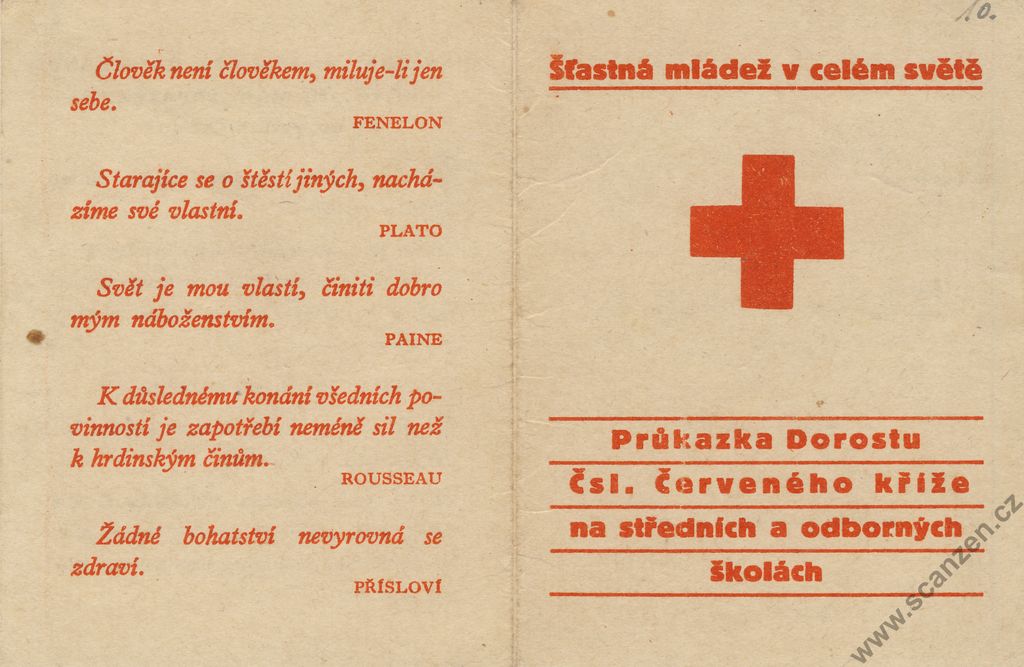 Člověk není člověkem, miluje-li jen
sebe.
FENELON
Starajíce se o štěstí jiných, nachá-
zíme své vlastní.
PLATO
Svět je mou vlastí, činiti dobro
mým náboženstvím.
PAINE
K důslednému konání všedních po-
vinností je zapotřebí neméně sil než
k hrdinským činům.
ROUSSEAU
Žádné bohatství nevyrovná se
zdraví.
PŘÍSLOVÍ
10.
Šťastná mládež v celém světě
Průkazka Dorostu
Čsl. Červeného kříže
na středních a odborných
školách
www.scanzen.cz